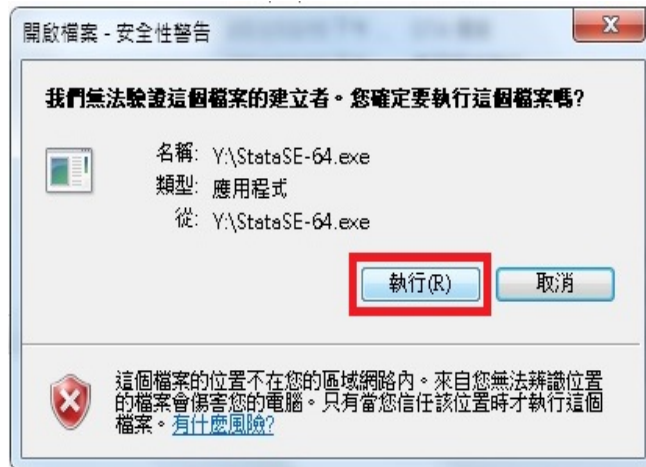 開啟檔案 - 安全性警告
我們無法驗證這個檔案的建立者。您確定要執行這個檔案嗎?
名稱: Y:\StataSE-64.exe
類型: 應用程式
從: Y:\StataSE-64.exe
執行(R) 取消
這個檔案的位置不在您的區域網路內。來自您無法辨識位置
的檔案會傷害您的電腦。只有當您信任該位置時才執行這個
檔案。有什麼風險?